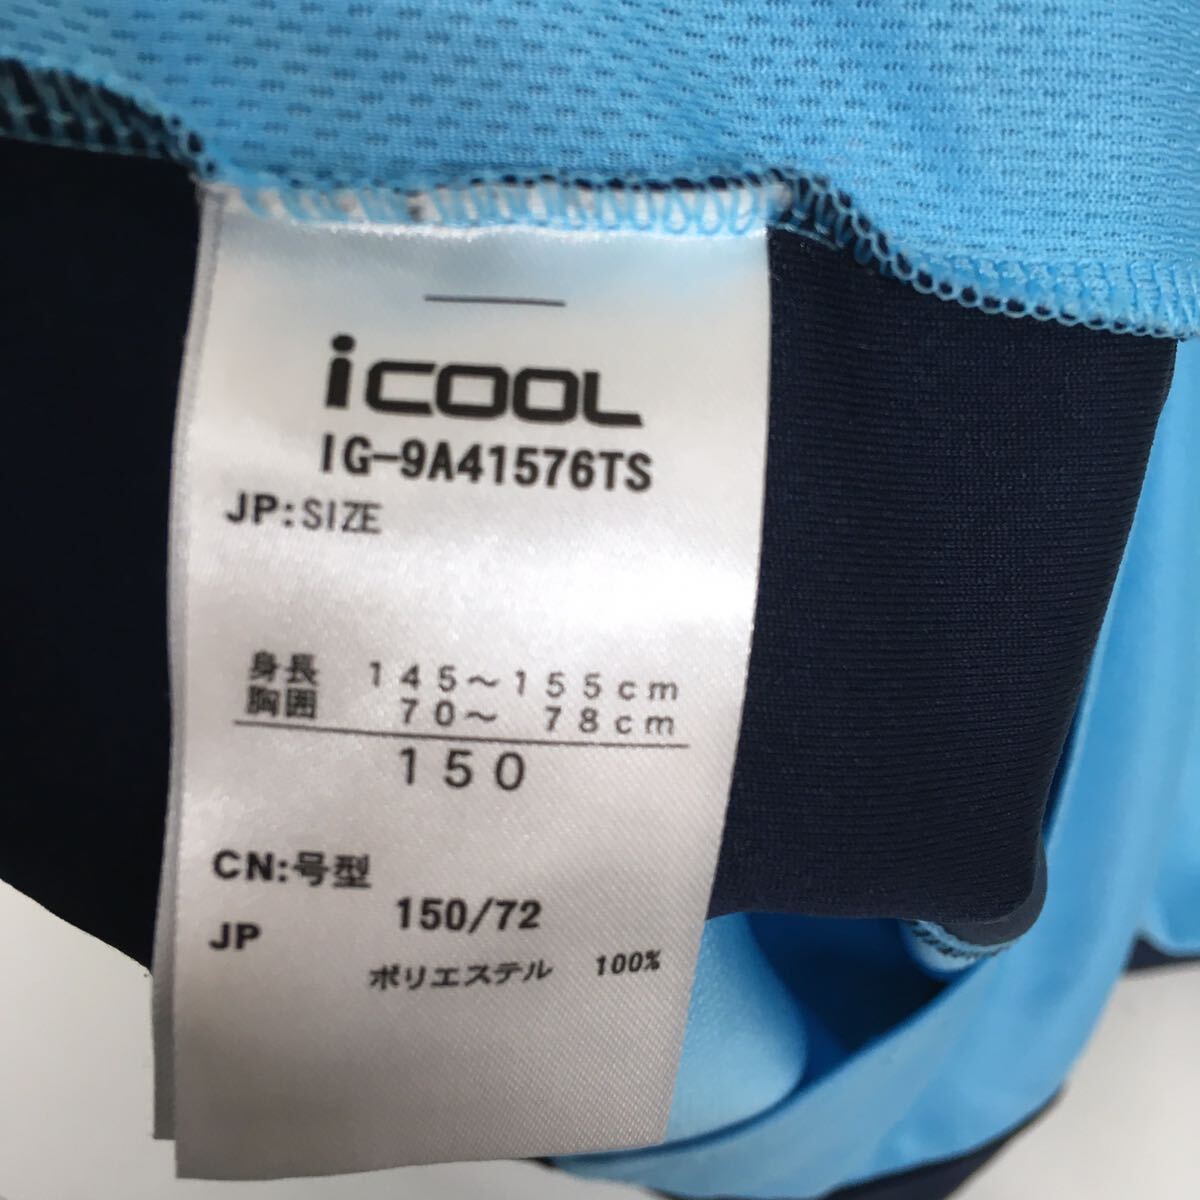 iCOOL
IG-9A41576TS
JP:SIZE
身長 145～155cm
胸囲 70～ 78cm
150
CN:号型
150/72
JP
ポリエステル 100%